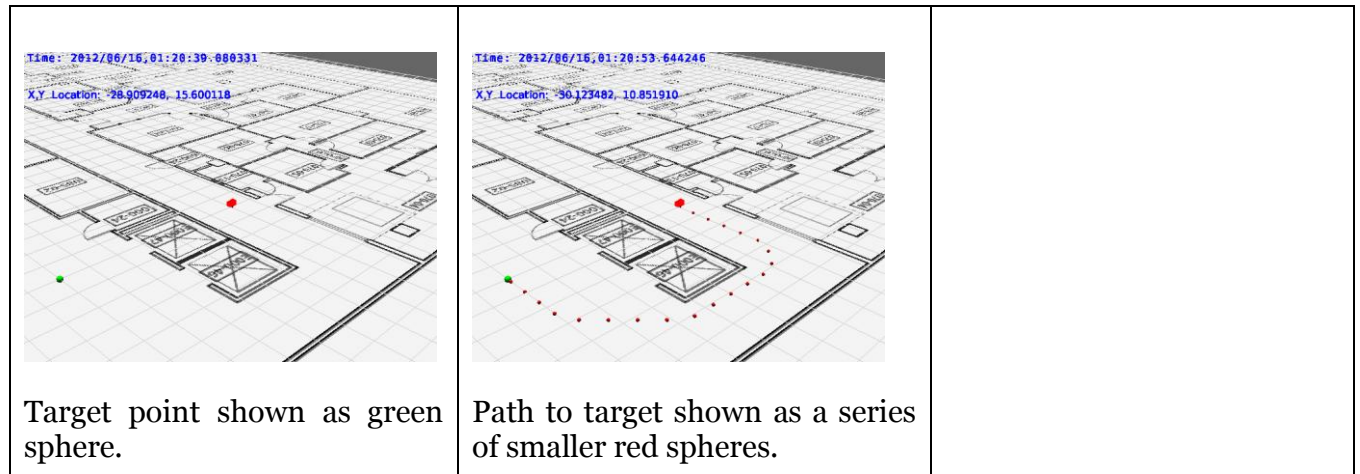 Time: 2012/06/16,01:20:39.080331
X,Y Location: -28.909248, 15.600118
Target point shown as green
sphere.
Time: 2012/06/16,01:20:53.644246
X,Y Location: -30.123482, 10.851910
Path to target shown as a series
of smaller red spheres.